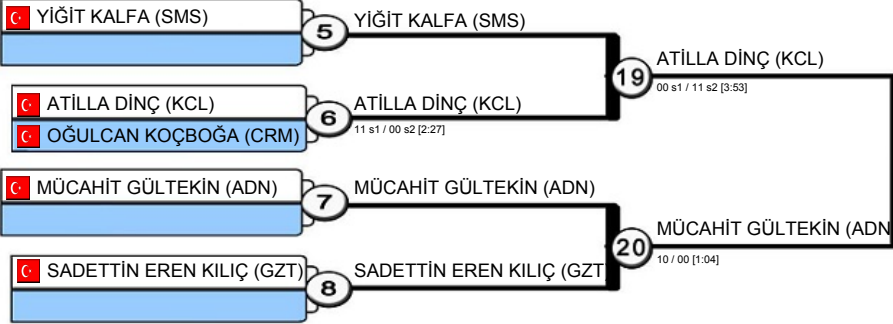 YİĞİT KALFA (SMS)
5
YİĞİT KALFA (SMS)
19
ATİLLA DİNÇ (KCL)
00 s1 / 11 s2 [3:53]
ATİLLA DİNÇ (KCL)
OĞULCAN KOÇBOĞA (CRM)
6
ATİLLA DİNÇ (KCL)
11 s1 / 00 s2 [2:27]
MÜCAHİT GÜLTEKİN (ADN)
7
MÜCAHİT GÜLTEKİN (ADN)
20
MÜCAHİT GÜLTEKİN (ADN
10 / 00 [1:04]
SADETTİN EREN KILIÇ (GZT)
8
SADETTİN EREN KILIÇ (GZT